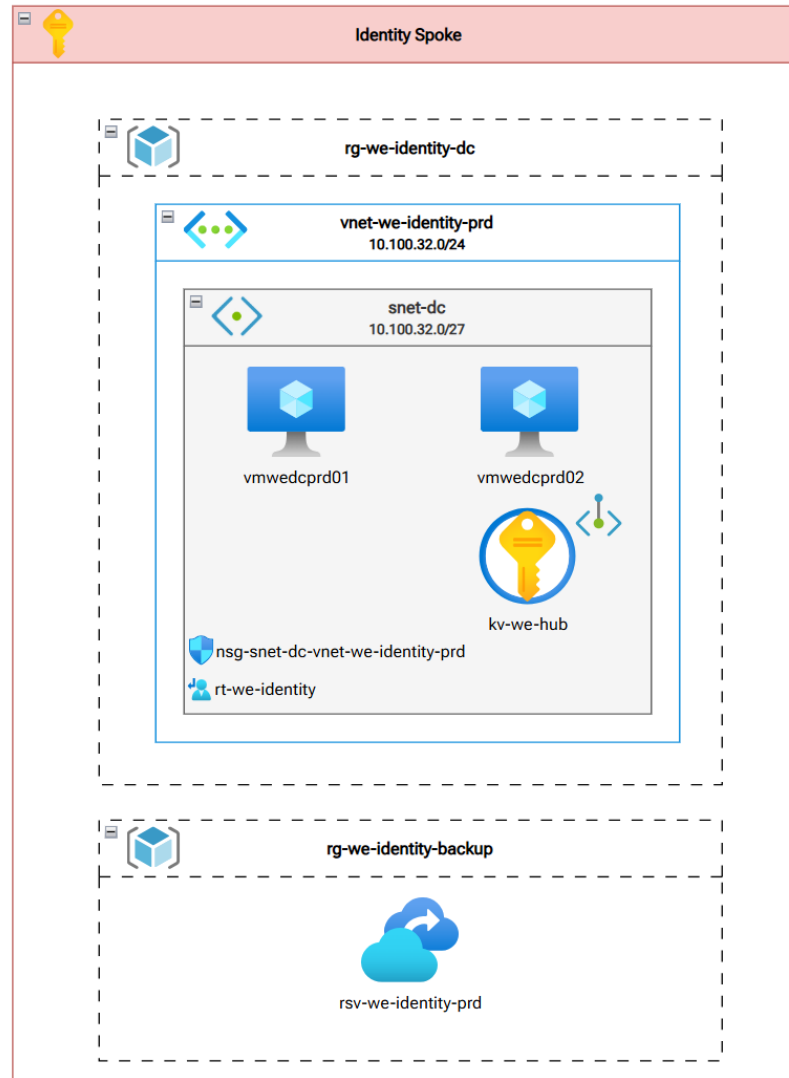 Identity Spoke
rg-we-identity-dc
vnet-we-identity-prd
10.100.32.0/24
snet-dc
10.100.32.0/27
vmwedcprd01
vmwedcprd02
kv-we-hub
nsg-snet-dc-vnet-we-identity-prd
rt-we-identity
rg-we-identity-backup
rsv-we-identity-prd